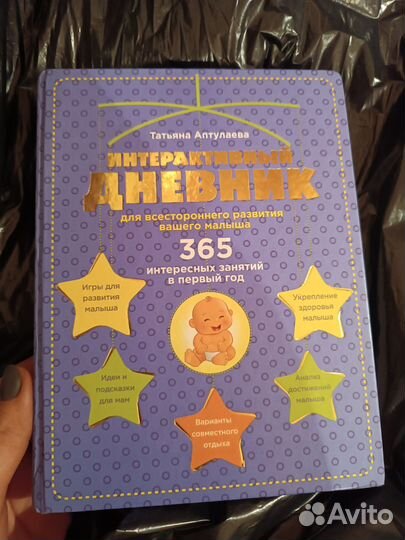 Татьяна Аптулаева
ИНТЕРАКТИВНЫЙ
ДНЕВНИК
для всестороннего развития
вашего малыша
365
интересных занятий
в первый год
Игры для
развития
малыша
Укрепление
здоровья
малыша
Идеи и
подсказки
для мам
Анализ
достижений
малыша
Варианты
совместного
отдыха
Avito